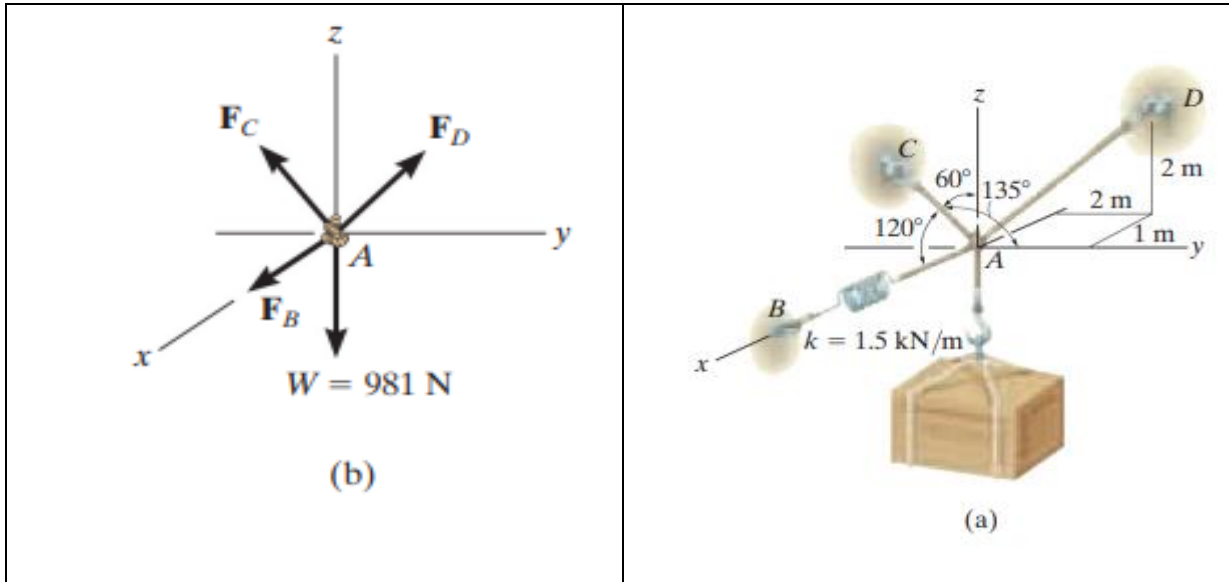 z
F_C
F_D
A
y
F_B
x
W = 981 N
(b)
z
D
C
2 m
60°
135°
2 m
120°
1 m
y
A
B
k = 1.5 kN/m
x
(a)